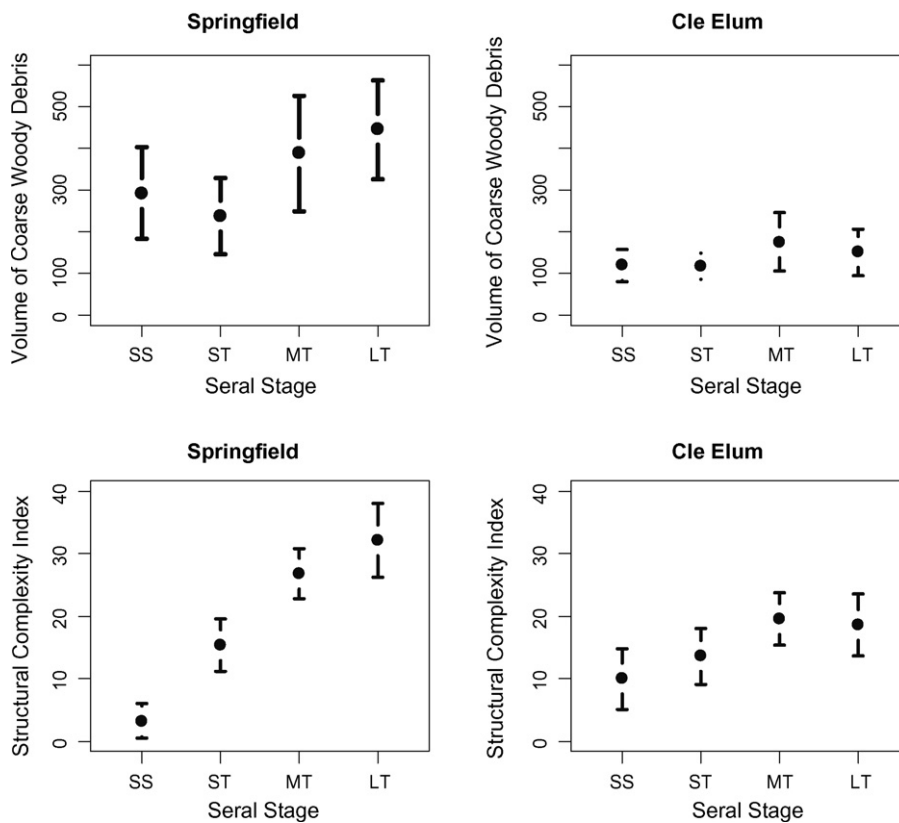 Springfield
Volume of Coarse Woody Debris
500
300
100
0
SS ST MT LT
Seral Stage
Cle Elum
Volume of Coarse Woody Debris
500
300
100
0
SS ST MT LT
Seral Stage
Springfield
Structural Complexity Index
40
30
20
10
0
SS ST MT LT
Seral Stage
Cle Elum
Structural Complexity Index
40
30
20
10
0
SS ST MT LT
Seral Stage